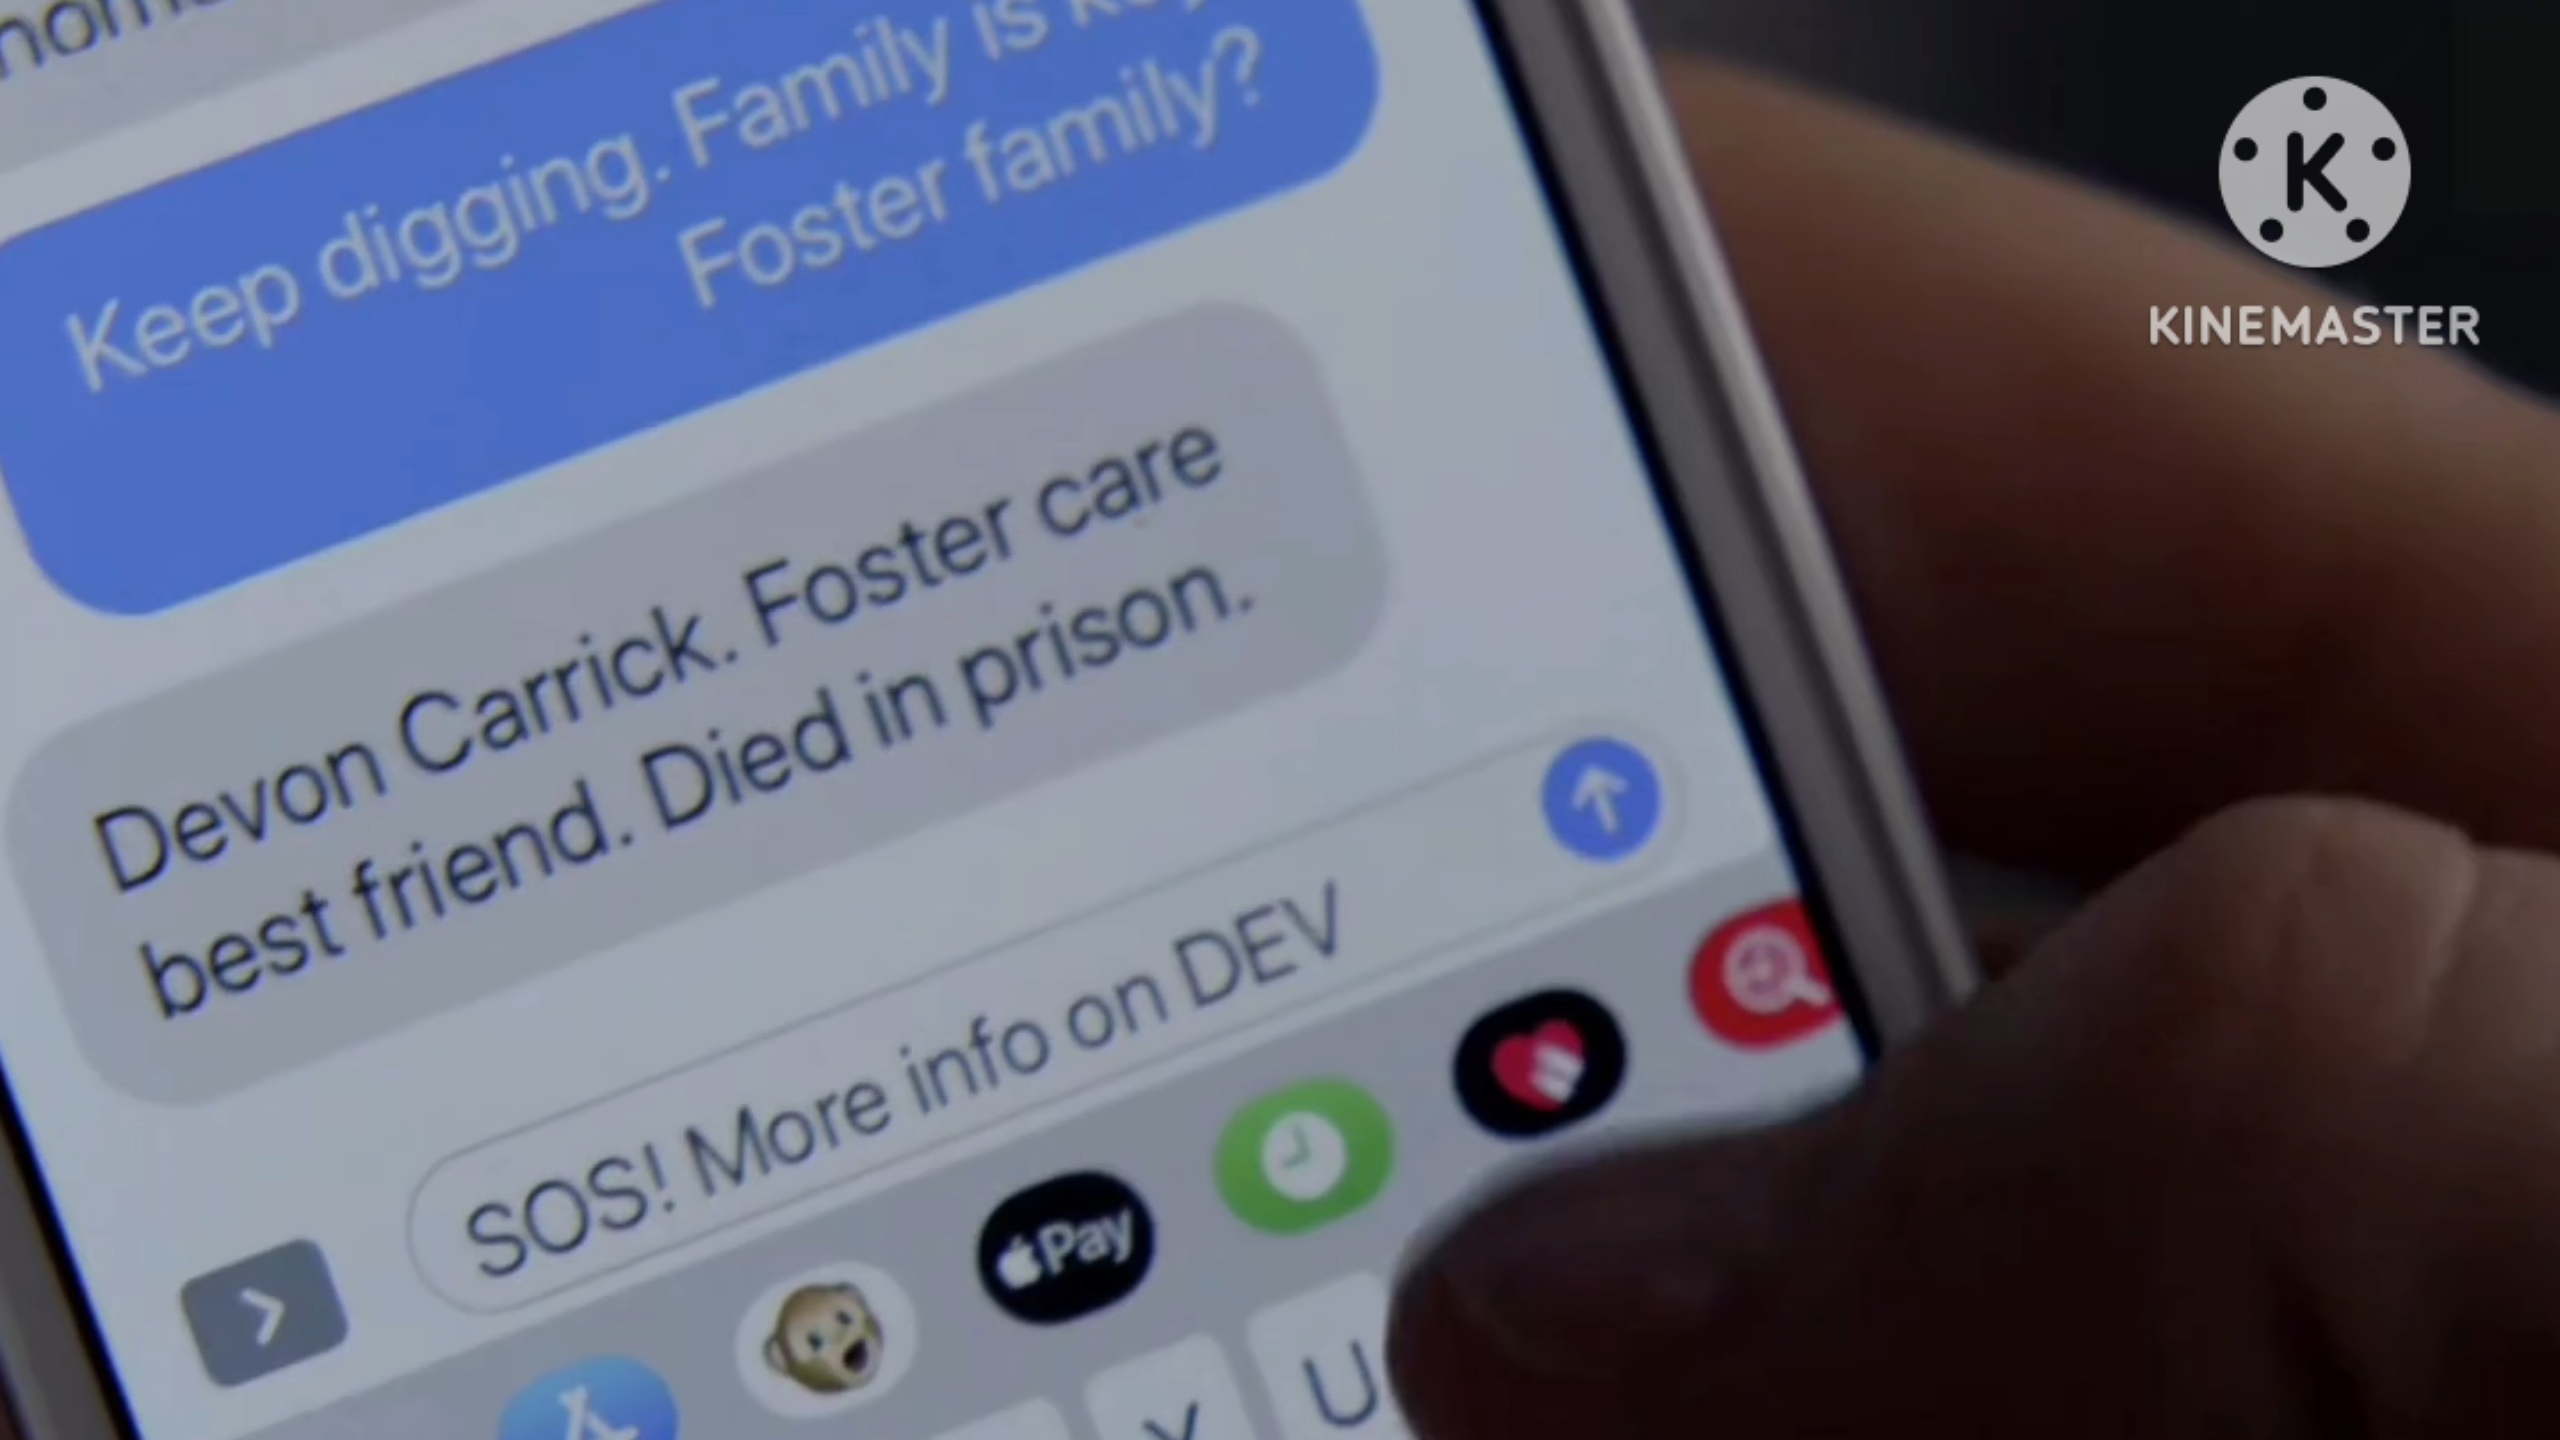 Keep digging. Family is
Foster family?
Devon Carrick. Foster care
best friend. Died in prison.
SOS! More info on DEV
Pay
U
K
KINEMASTER